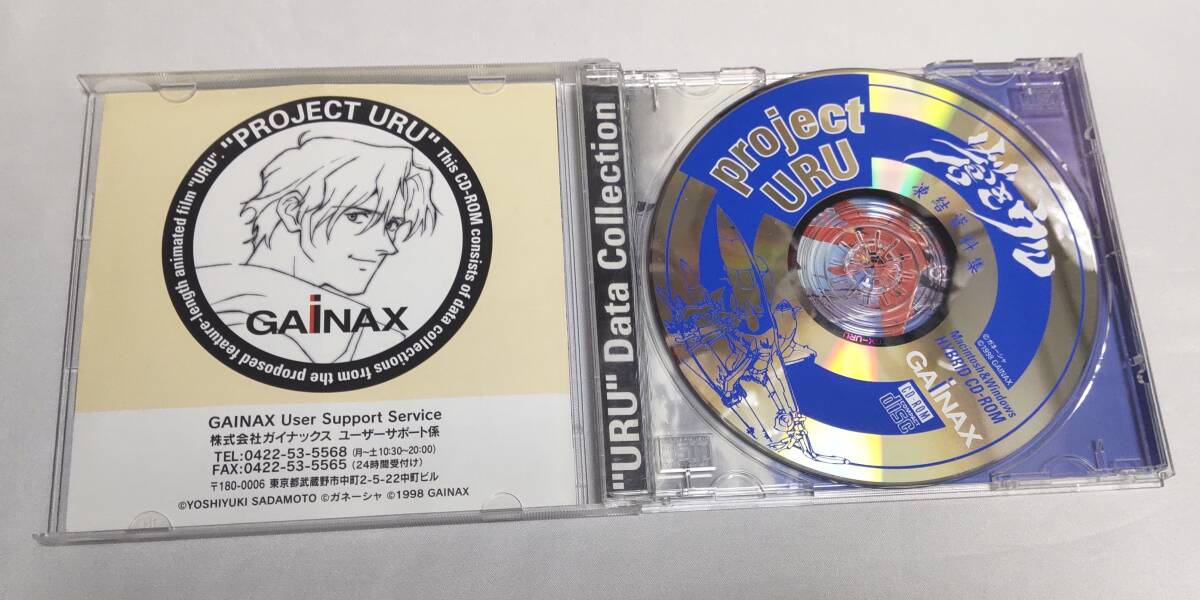 "PROJECT URU" This CD-ROM consists of data collections from the proposed feature-length animated film "URU".
GAINAX
GAINAX User Support Service
株式会社ガイナックス ユーザーサポート係
TEL:0422-53-5568 (月~土10:30~20:00)
FAX:0422-53-5565 (24時間受付け)
〒180-0006 東京都武蔵野市中町2-5-22中町ビル
©YOSHIYUKI SADAMOTO ©ガネーシャ ©1998 GAINAX
"URU" Data Collection
project
URU
蒼きウル
凍結資料集
©ガネーシャ
©1998 GAINAX
Macintosh&Windows
HYBRID CD-ROM
GAINAX
COMPACT
disc
CD-ROM